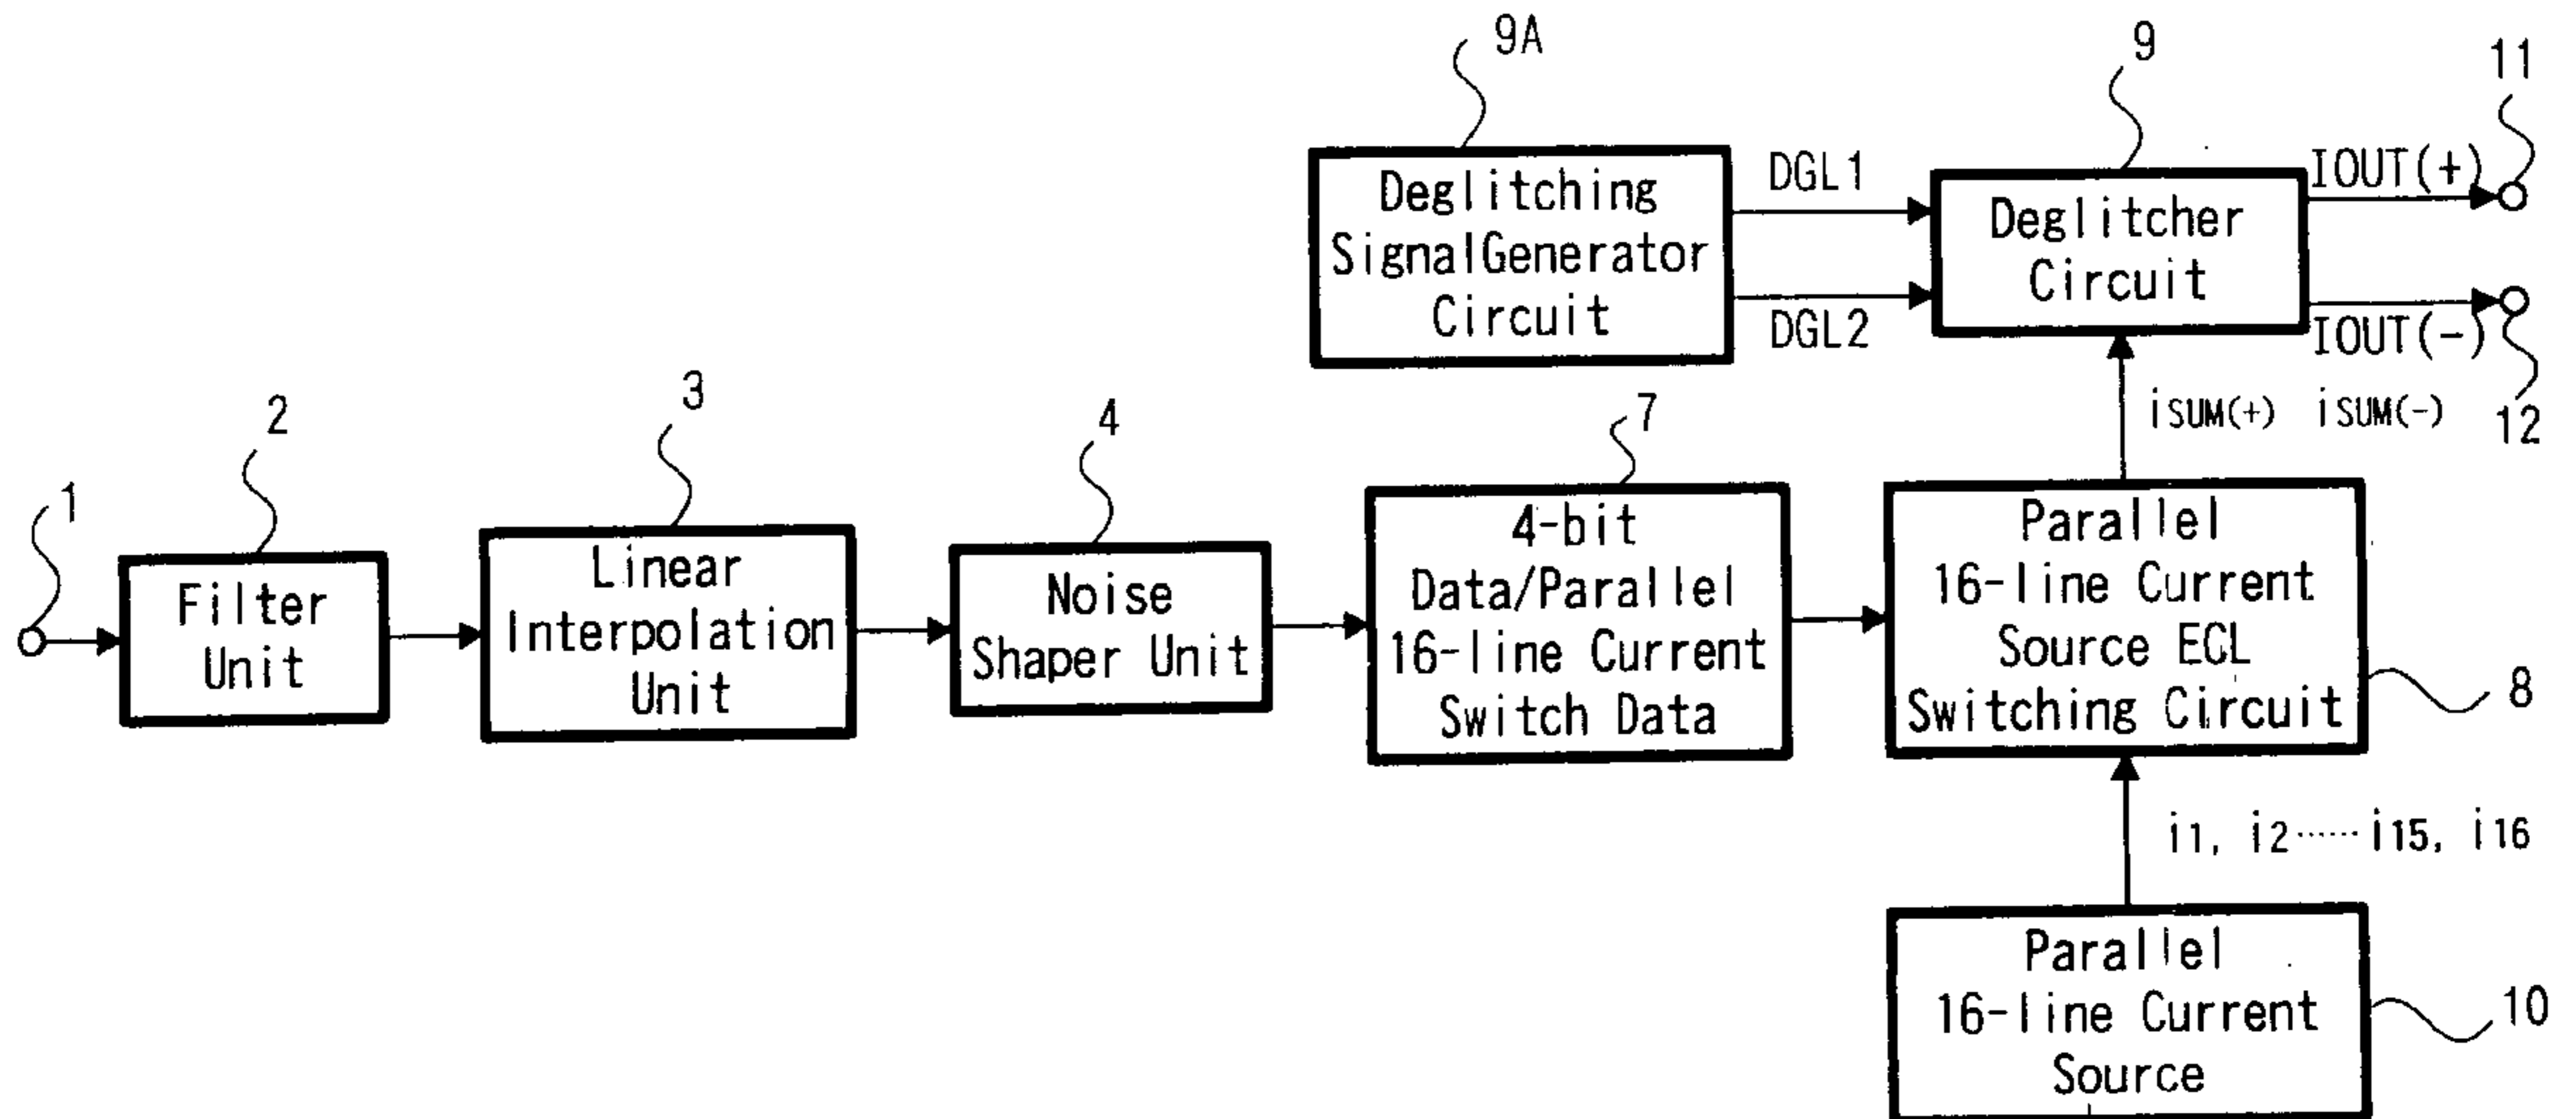 9A
9
11
Deglitching
SignalGenerator
Circuit
DGL1
DGL2
Deglitcher
Circuit
IOUT(+)
IOUT(-)
12
iSUM(+) iSUM(-)
1
2
Filter
Unit
3
Linear
Interpolation
Unit
4
Noise
Shaper Unit
7
4-bit
Data/Parallel
16-line Current
Switch Data
Parallel
16-line Current
Source ECL
Switching Circuit
8
i1, i2······i15, i16
Parallel
16-line Current
Source
10